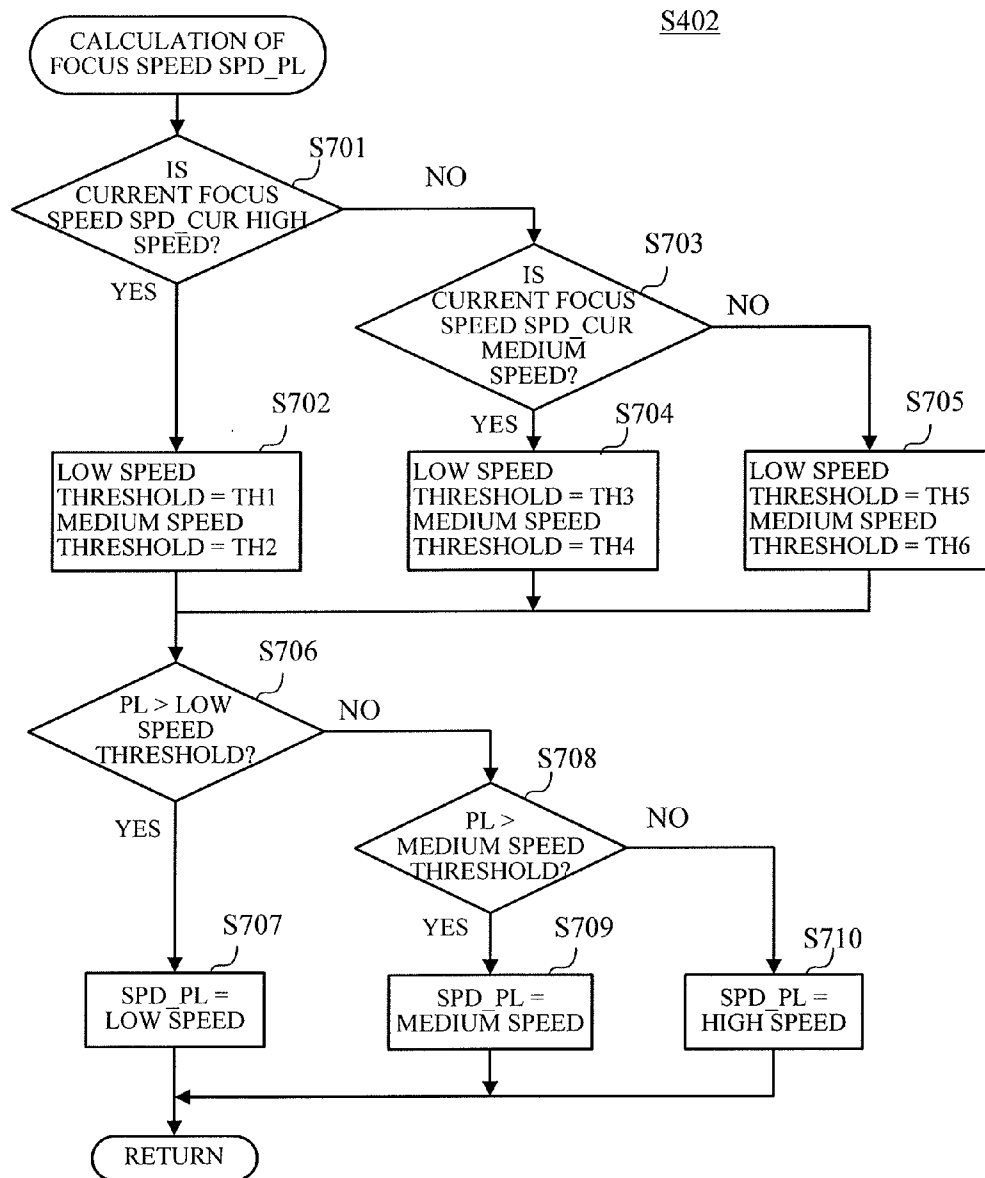 S402
CALCULATION OF
FOCUS SPEED SPD_PL
S701
IS
CURRENT FOCUS
SPEED SPD_CUR HIGH
SPEED?
NO
YES
S703
IS
CURRENT FOCUS
SPEED SPD_CUR
MEDIUM
SPEED?
NO
YES
S702
LOW SPEED
THRESHOLD = TH1
MEDIUM SPEED
THRESHOLD = TH2
S704
LOW SPEED
THRESHOLD = TH3
MEDIUM SPEED
THRESHOLD = TH4
S705
LOW SPEED
THRESHOLD = TH5
MEDIUM SPEED
THRESHOLD = TH6
S706
PL > LOW
SPEED
THRESHOLD?
NO
YES
S708
PL >
MEDIUM SPEED
THRESHOLD?
NO
YES
S707
SPD_PL =
LOW SPEED
S709
SPD_PL =
MEDIUM SPEED
S710
SPD_PL =
HIGH SPEED
RETURN